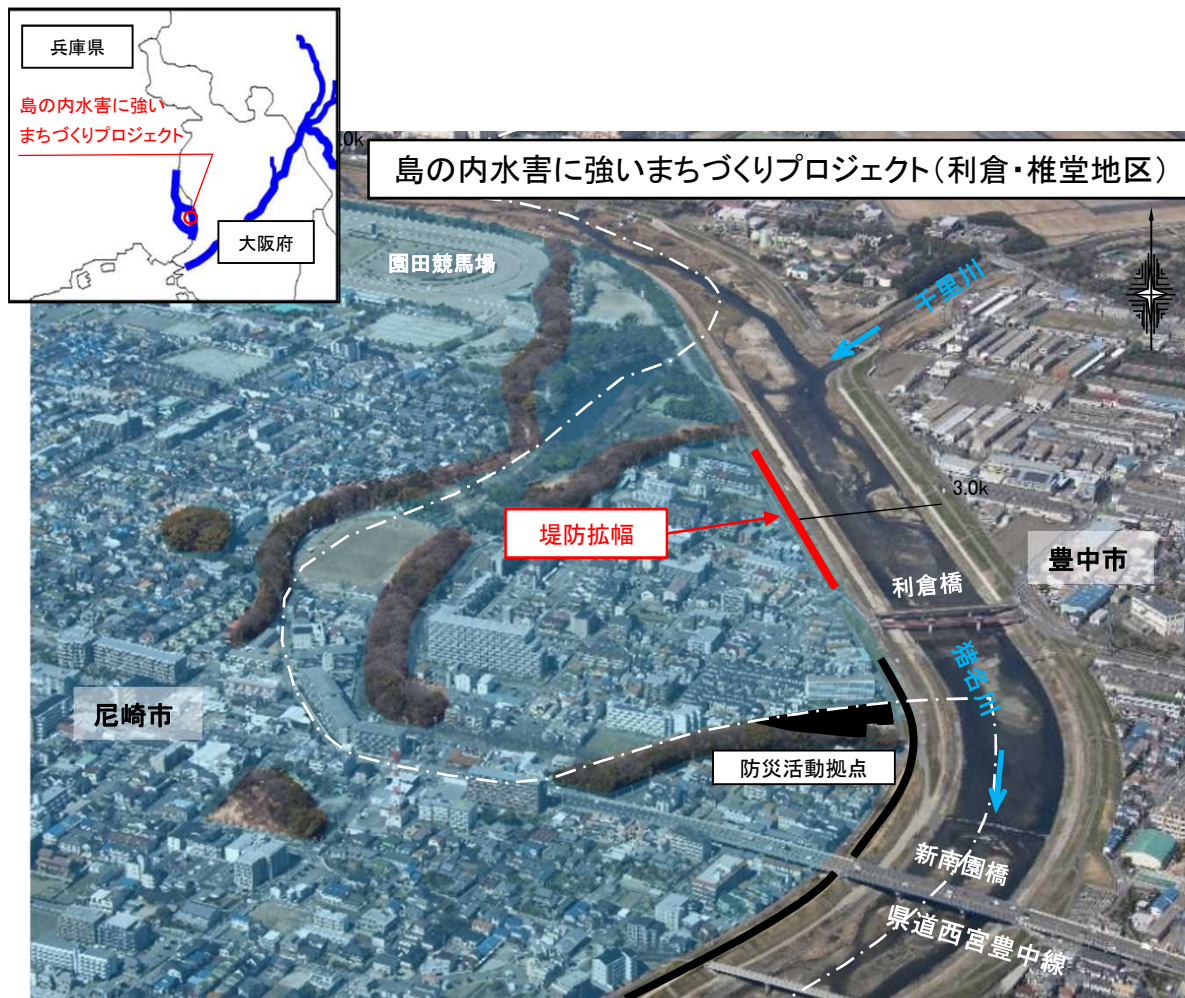 兵庫県
島の内水害に強い
まちづくりプロジェクト
大阪府
.0k
島の内水害に強いまちづくりプロジェクト(利倉・椎堂地区)
園田競馬場
千里川
3.0k
堤防拡幅
豊中市
利倉橋
猪名川
尼崎市
防災活動拠点
新南園橋
県道西宮豊中線